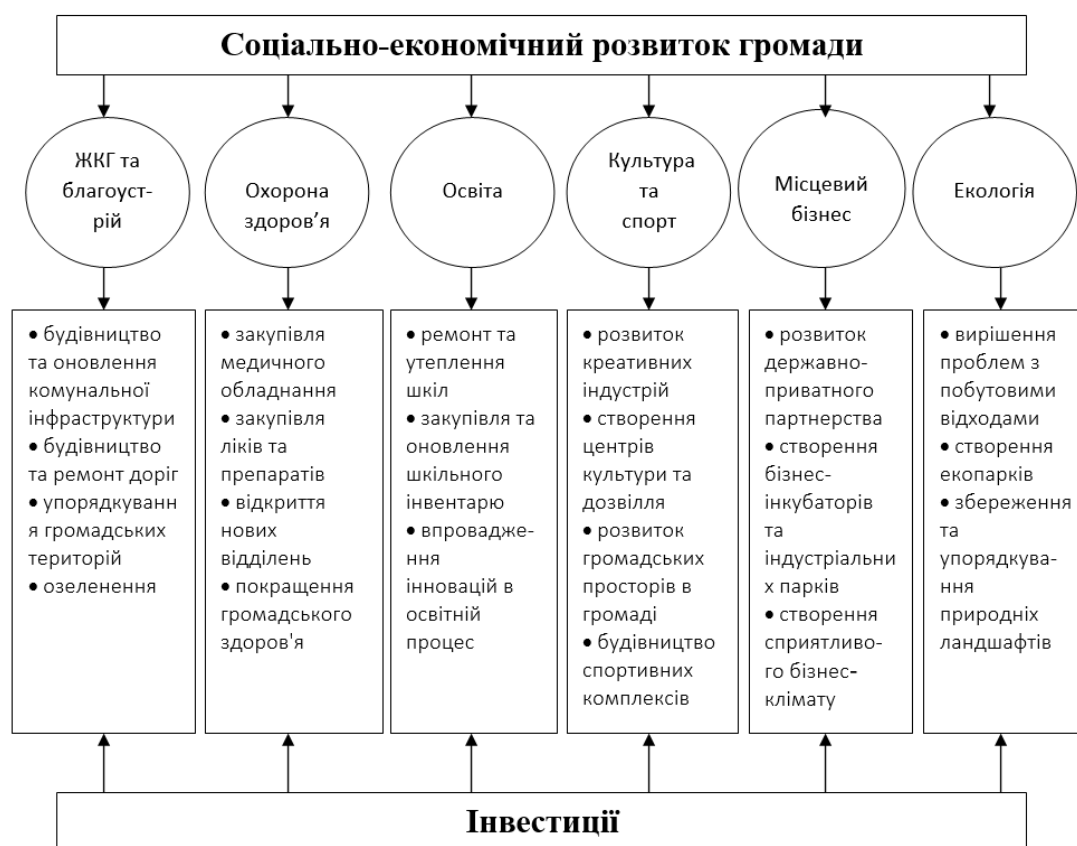 Соціально-економічний розвиток громади
ЖКГ та
благоуст-
рій
Охорона
здоров’я
Освіта
Культура
та
спорт
Місцевий
бізнес
Екологія
• будівництво
та оновлення
комунальної
інфраструктури
• будівництво
та ремонт доріг
• упорядкуванн
я громадських
територій
• озеленення
• закупівля
медичного
обладнання
• закупівля
ліків та
препаратів
• відкриття
нових
відділень
• покращення
громадського
здоров'я
• ремонт та
утеплення
шкіл
• закупівля та
оновлення
шкільного
інвентарю
• впровадже-
ння
інновацій в
освітній
процес
• розвиток
креативних
індустрій
• створення
центрів
культури та
дозвілля
• розвиток
громадських
просторів в
громаді
• будівництво
спортивних
комплексів
• розвиток
державно-
приватного
партнерства
• створення
бізнес-
інкубаторів
та
індустріальни
х парків
• створення
сприятливо-
го бізнес-
клімату
• вирішення
проблем з
побутовими
відходами
• створення
екопарків
• збереження
та
упорядкува-
ння
природніх
ландшафтів
Інвестиції